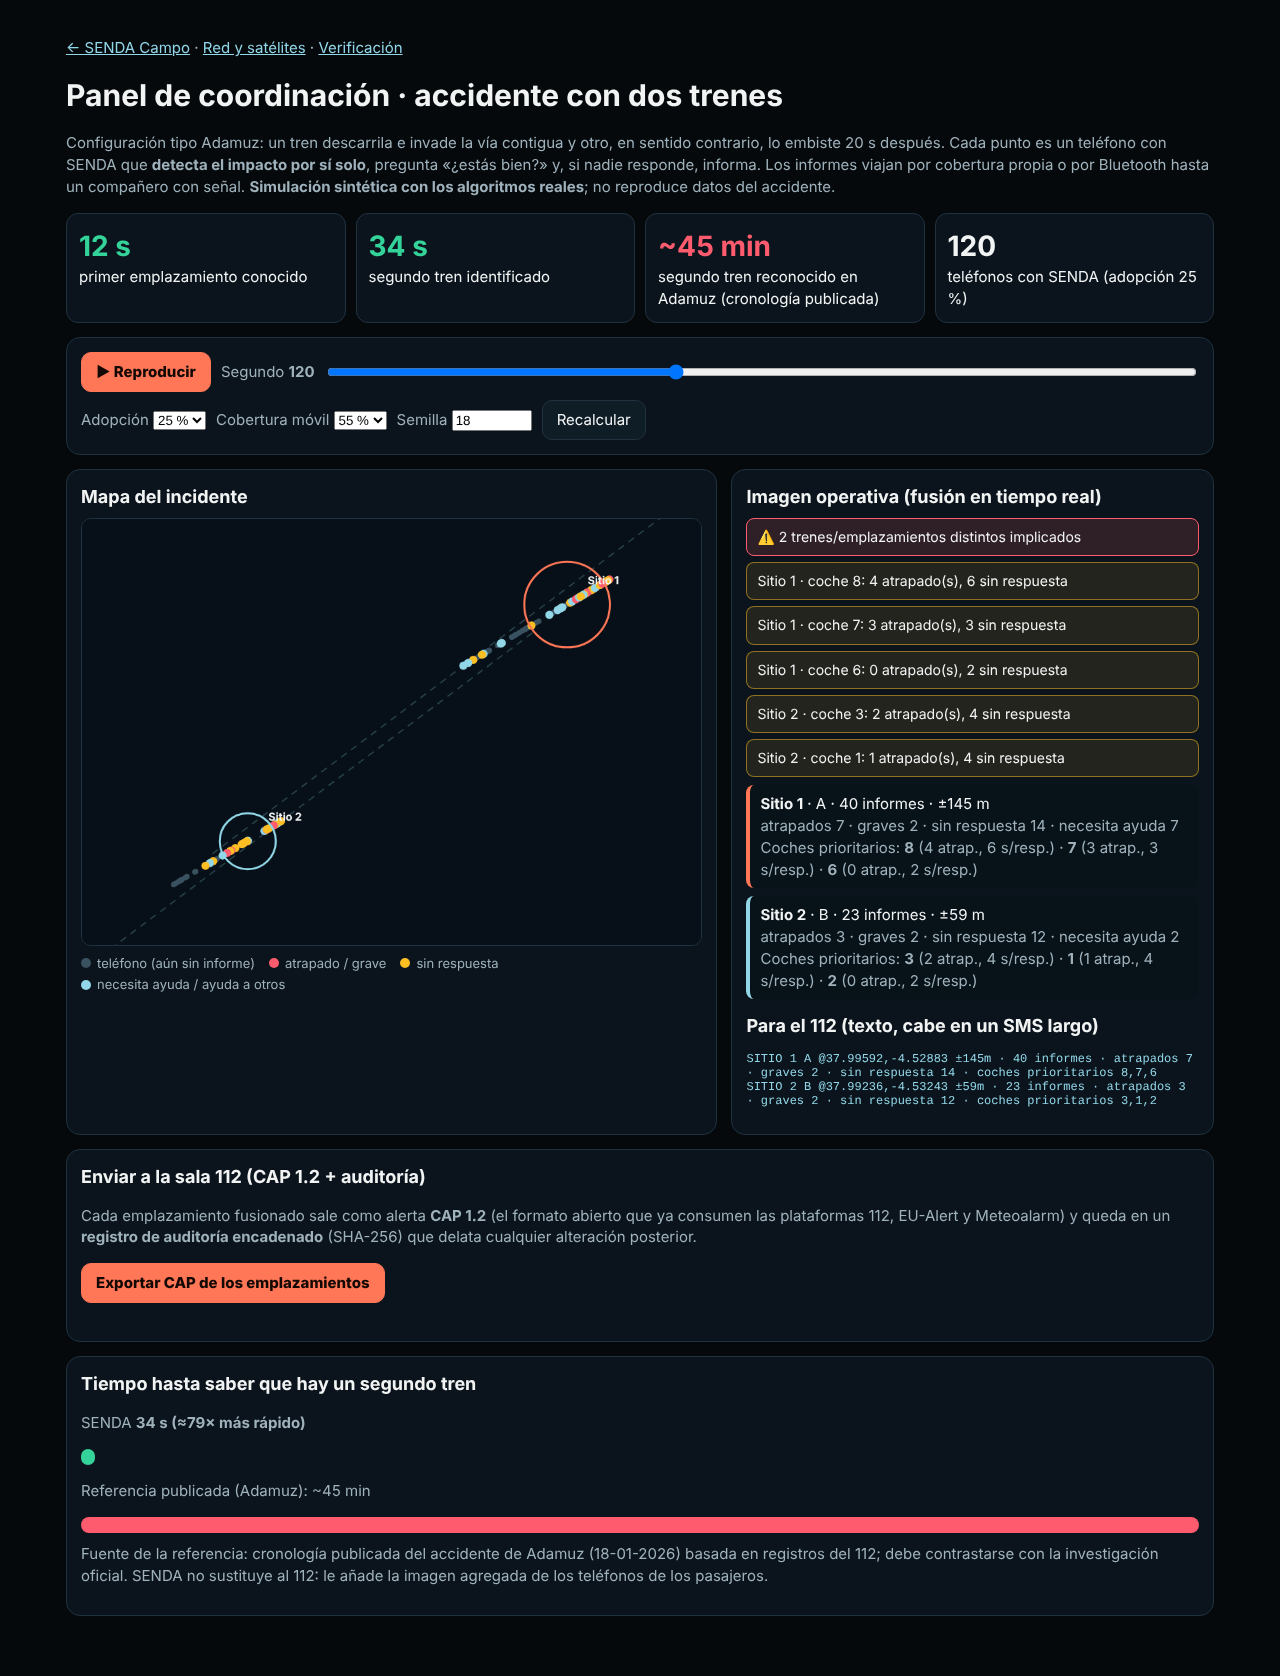 ← SENDA Campo · Red y satélites · Verificación
Panel de coordinación · accidente con dos trenes
Configuración tipo Adamuz: un tren descarrila e invade la vía contigua y otro, en sentido contrario, lo embiste 20 s después. Cada punto es un teléfono con
SENDA que detecta el impacto por sí solo, pregunta «¿estás bien?» y, si nadie responde, informa. Los informes viajan por cobertura propia o por Bluetooth hasta
un compañero con señal. Simulación sintética con los algoritmos reales; no reproduce datos del accidente.
12 s
primer emplazamiento conocido
34 s
segundo tren identificado
~45 min
segundo tren reconocido en
Adamuz (cronología publicada)
120
teléfonos con SENDA (adopción 25
%)
▶ Reproducir
Segundo 120
Adopción 25 % Cobertura móvil 55 % Semilla 18 Recalcular
Mapa del incidente
Sitio 1
Sitio 2
teléfono (aún sin informe) atrapado / grave sin respuesta
necesita ayuda / ayuda a otros
Imagen operativa (fusión en tiempo real)
⚠️ 2 trenes/emplazamientos distintos implicados
Sitio 1 · coche 8: 4 atrapado(s), 6 sin respuesta
Sitio 1 · coche 7: 3 atrapado(s), 3 sin respuesta
Sitio 1 · coche 6: 0 atrapado(s), 2 sin respuesta
Sitio 2 · coche 3: 2 atrapado(s), 4 sin respuesta
Sitio 2 · coche 1: 1 atrapado(s), 4 sin respuesta
Sitio 1 · A · 40 informes · ±145 m
atrapados 7 · graves 2 · sin respuesta 14 · necesita ayuda 7
Coches prioritarios: 8 (4 atrap., 6 s/resp.) · 7 (3 atrap., 3
s/resp.) · 6 (0 atrap., 2 s/resp.)
Sitio 2 · B · 23 informes · ±59 m
atrapados 3 · graves 2 · sin respuesta 12 · necesita ayuda 2
Coches prioritarios: 3 (2 atrap., 4 s/resp.) · 1 (1 atrap., 4
s/resp.) · 2 (0 atrap., 2 s/resp.)
Para el 112 (texto, cabe en un SMS largo)
SITIO 1 A @37.99592,-4.52883 ±145m · 40 informes · atrapados 7
· graves 2 · sin respuesta 14 · coches prioritarios 8,7,6
SITIO 2 B @37.99236,-4.53243 ±59m · 23 informes · atrapados 3
· graves 2 · sin respuesta 12 · coches prioritarios 3,1,2
Enviar a la sala 112 (CAP 1.2 + auditoría)
Cada emplazamiento fusionado sale como alerta CAP 1.2 (el formato abierto que ya consumen las plataformas 112, EU-Alert y Meteoalarm) y queda en un
registro de auditoría encadenado (SHA-256) que delata cualquier alteración posterior.
Exportar CAP de los emplazamientos
Tiempo hasta saber que hay un segundo tren
SENDA 34 s (≈79× más rápido)
Referencia publicada (Adamuz): ~45 min
Fuente de la referencia: cronología publicada del accidente de Adamuz (18-01-2026) basada en registros del 112; debe contrastarse con la investigación
oficial. SENDA no sustituye al 112: le añade la imagen agregada de los teléfonos de los pasajeros.